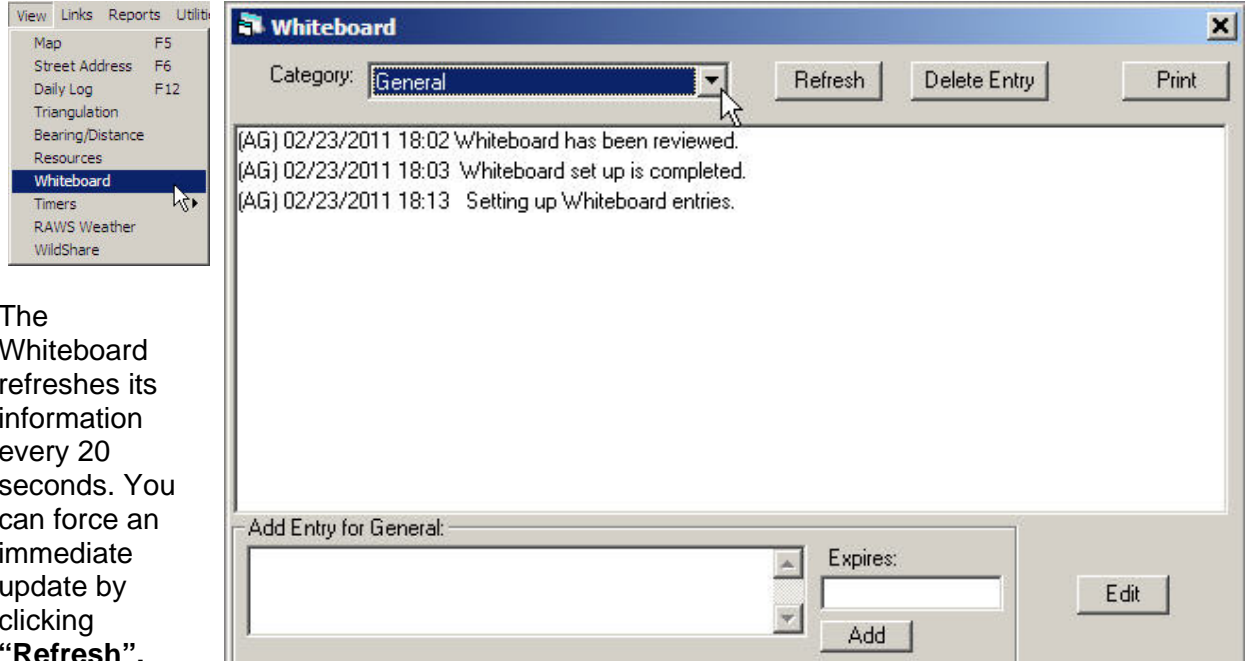 View Links Reports Utiliti
Map F5
Street Address F6
Daily Log F12
Triangulation
Bearing/Distance
Resources
Whiteboard
Timers
RAWS Weather
WildShare
The
Whiteboard
refreshes its
information
every 20
seconds. You
can force an
immediate
update by
clicking
“Refresh”.
Whiteboard
Category: General Refresh Delete Entry Print
(AG) 02/23/2011 18:02 Whiteboard has been reviewed.
(AG) 02/23/2011 18:03 Whiteboard set up is completed.
(AG) 02/23/2011 18:13 Setting up Whiteboard entries.
Add Entry for General:
Expires:
Edit
Add